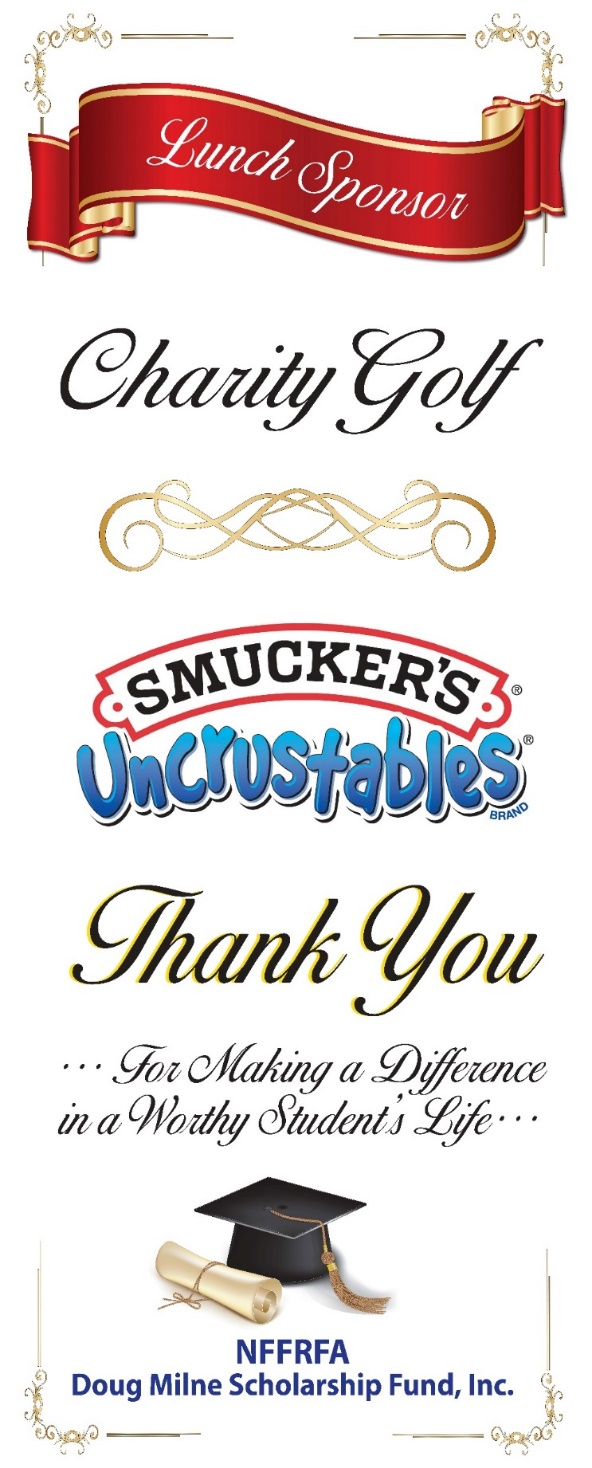 Lunch Sponsor
Charity Golf
SMUCKER'S®
Uncrustables®
BRAND
Thank You
... For Making a Difference
in a Worthy Student's Life...
NFFRFA
Doug Milne Scholarship Fund, Inc.